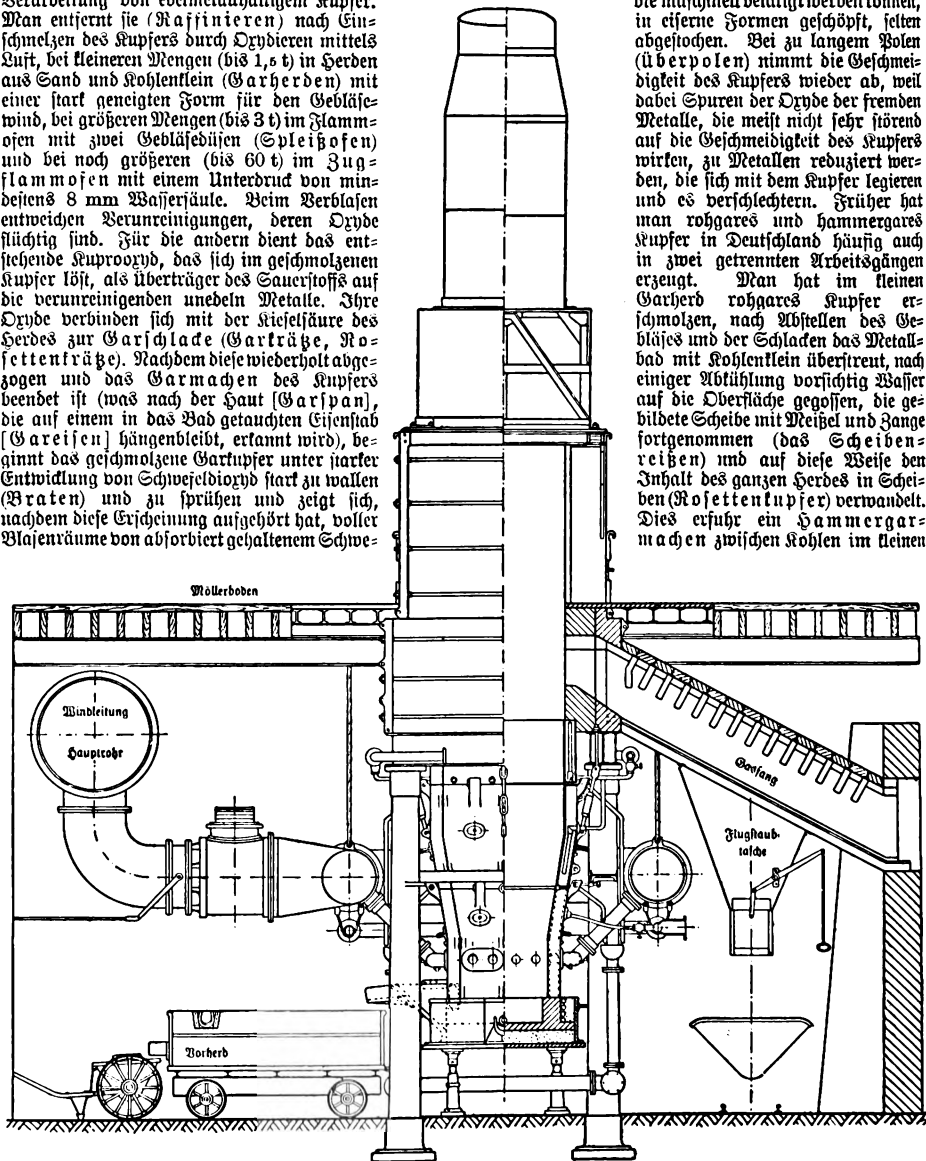 Verarbeitung von edelmetallhaltigem Kupfer.
Man entfernt sie (Raffinieren) nach Ein=
schmelzen des Kupfers durch Oxydieren mittels
Luft, bei kleineren Mengen (bis 1,5 t) in Herden
aus Sand und Kohlenklein (Garherden) mit
einer stark geneigten Form für den Gebläse=
wind, bei größeren Mengen (bis 3 t) im Flamm=
ofen mit zwei Gebläsedüsen (Spleißofen)
und bei noch größeren (bis 60 t) im Zug=
flammofen mit einem Unterdruck von min=
destens 8 mm Wassersäule. Beim Verblasen
entweichen Verunreinigungen, deren Oxyde
flüchtig sind. Für die andern dient das ent=
stehende Kuprooxyd, das sich im geschmolzenen
Kupfer löst, als Überträger des Sauerstoffs auf
die verunreinigenden unedeln Metalle. Ihre
Oxyde verbinden sich mit der Kieselsäure des
Herdes zur Garschlacke (Garkrätze, Ro=
settenkrätze). Nachdem diese wiederholt abge=
zogen und das Garmachen des Kupfers
beendet ist (was nach der Haut [Garspan],
die auf einem in das Bad getauchten Eisenstab
[Gareisen] hängenbleibt, erkannt wird), be=
ginnt das geschmolzene Garkupfer unter starker
Entwicklung von Schwefeldioxyd stark zu wallen
(Braten) und zu sprühen und zeigt sich,
nachdem diese Erscheinung aufgehört hat, voller
Blasenräume von absorbiert gehaltenem Schwe=
die maschinell betätigt werden können,
in eiserne Formen geschöpft, selten
abgestochen. Bei zu langem Polen
(Überpolen) nimmt die Geschmei=
digkeit des Kupfers wieder ab, weil
dabei Spuren der Oxyde der fremden
Metalle, die meist nicht sehr störend
auf die Geschmeidigkeit des Kupfers
wirken, zu Metallen reduziert wer=
den, die sich mit dem Kupfer legieren
und es verschlechtern. Früher hat
man rohgares und hammergares
Kupfer in Deutschland häufig auch
in zwei getrennten Arbeitsgängen
erzeugt. Man hat im kleinen
Garherd rohgares Kupfer er=
schmolzen, nach Abstellen des Ge=
bläses und der Schlacken das Metall=
bad mit Kohlenklein überstreut, nach
einiger Abkühlung vorsichtig Wasser
auf die Oberfläche gegossen, die ge=
bildete Scheibe mit Meißel und Zange
fortgenommen (das Scheiben=
reißen) und auf diese Weise den
Inhalt des ganzen Herdes in Schei=
ben (Rosettenkupfer) verwandelt.
Dies erfuhr ein Hammergar=
machen zwischen Kohlen im kleinen
Möllerboden
Windleitung
Hauptrohr
Gasfang
Flugstaub=
tasche
Vorherd